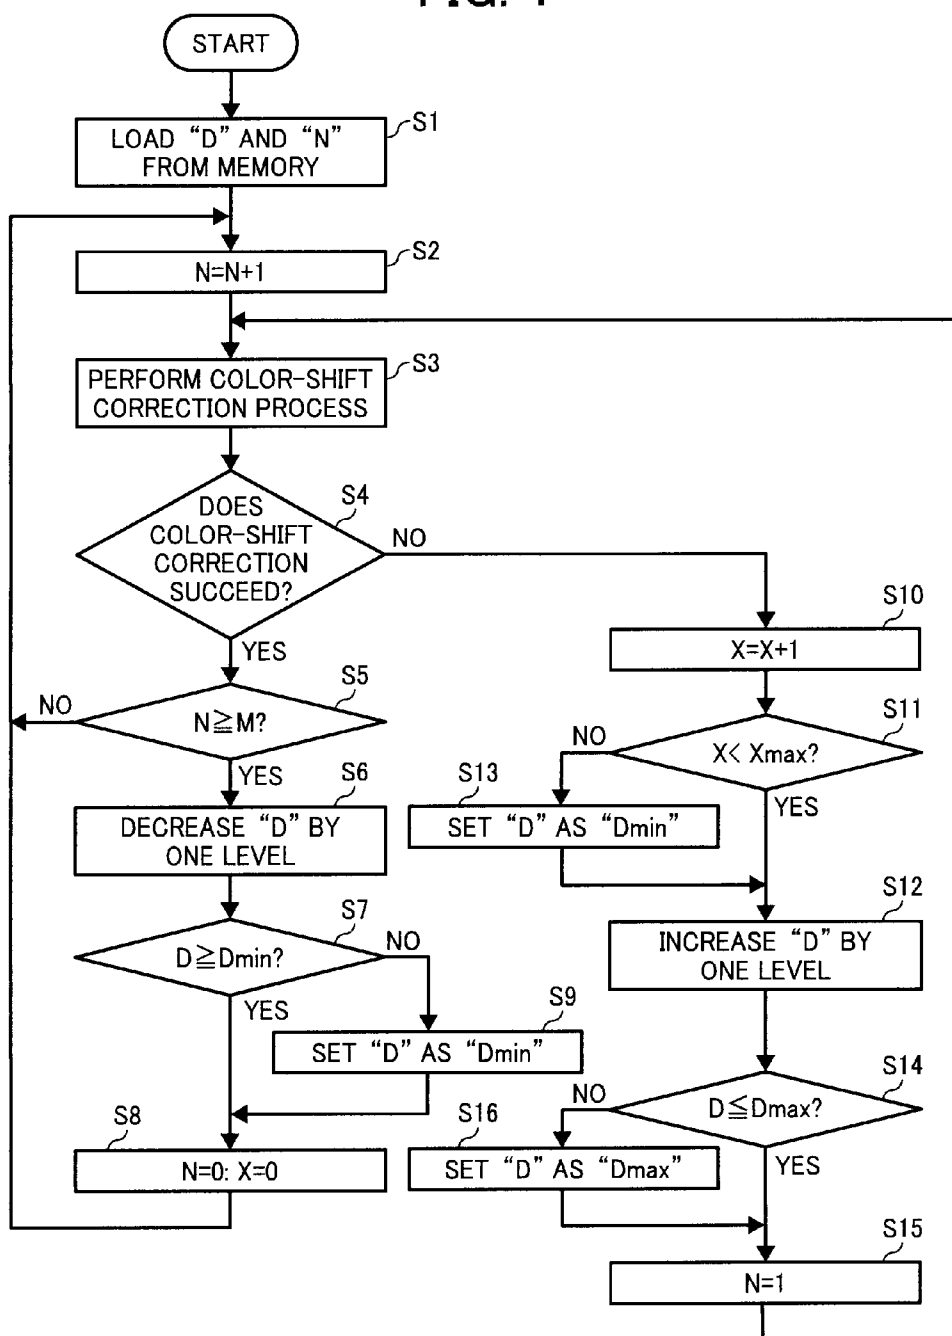 START
S1
LOAD “D” AND “N”
FROM MEMORY
S2
N=N+1
S3
PERFORM COLOR-SHIFT
CORRECTION PROCESS
S4
DOES
COLOR-SHIFT
CORRECTION
SUCCEED?
NO
YES
S5
NO
N≧M?
YES
S6
DECREASE “D” BY
ONE LEVEL
S7
D≧Dmin?
NO
YES
S9
SET “D” AS “Dmin”
S8
N=0: X=0
S10
X=X+1
S11
X< Xmax?
NO
YES
S13
SET “D” AS “Dmin”
S12
INCREASE “D” BY
ONE LEVEL
S14
D≦Dmax?
NO
YES
S16
SET “D” AS “Dmax”
S15
N=1